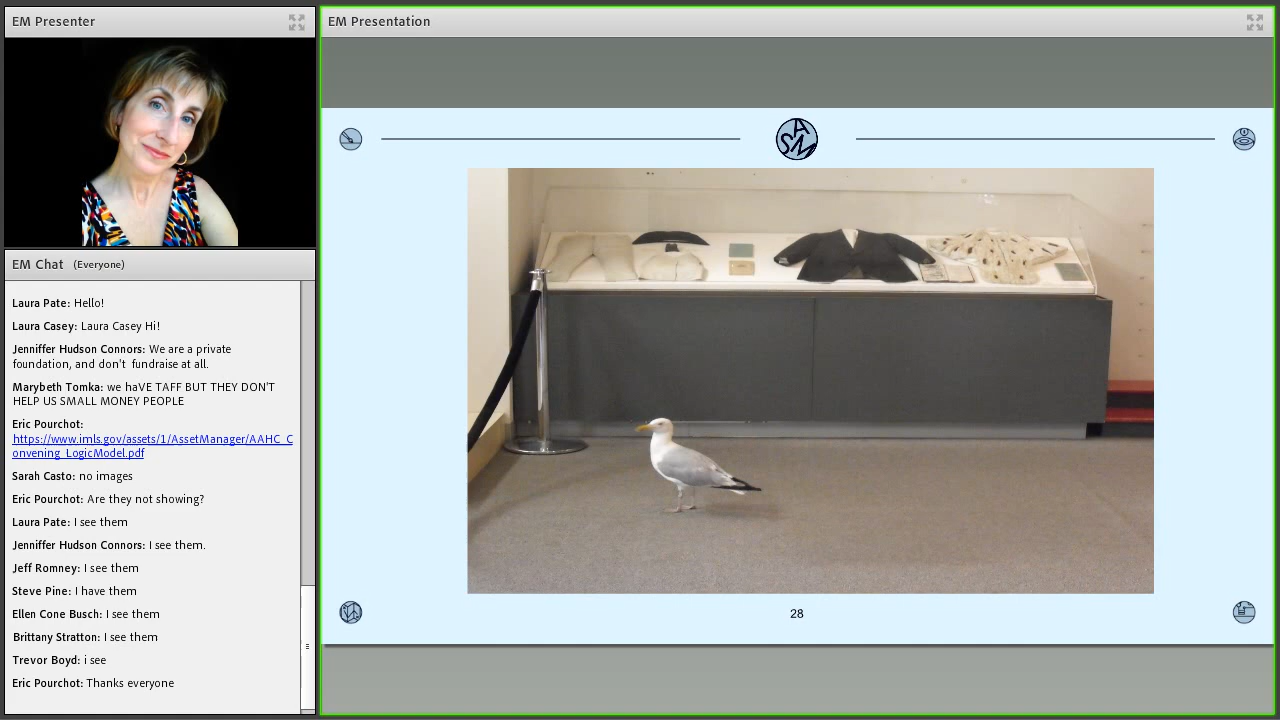 EM Presenter
EM Chat (Everyone)
Laura Pate: Hello!
Laura Casey: Laura Casey Hi!
Jenniffer Hudson Connors: We are a private
foundation, and don't fundraise at all.
Marybeth Tomka: we haVE TAFF BUT THEY DON'T
HELP US SMALL MONEY PEOPLE
Eric Pourchot:
https://www.imls.gov/assets/1/AssetManager/AAHC_C
onvening_LogicModel.pdf
Sarah Casto: no images
Eric Pourchot: Are they not showing?
Laura Pate: I see them
Jenniffer Hudson Connors: I see them.
Jeff Romney: I see them
Steve Pine: I have them
Ellen Cone Busch: I see them
Brittany Stratton: I see them
Trevor Boyd: i see
Eric Pourchot: Thanks everyone
EM Presentation
ASM
28